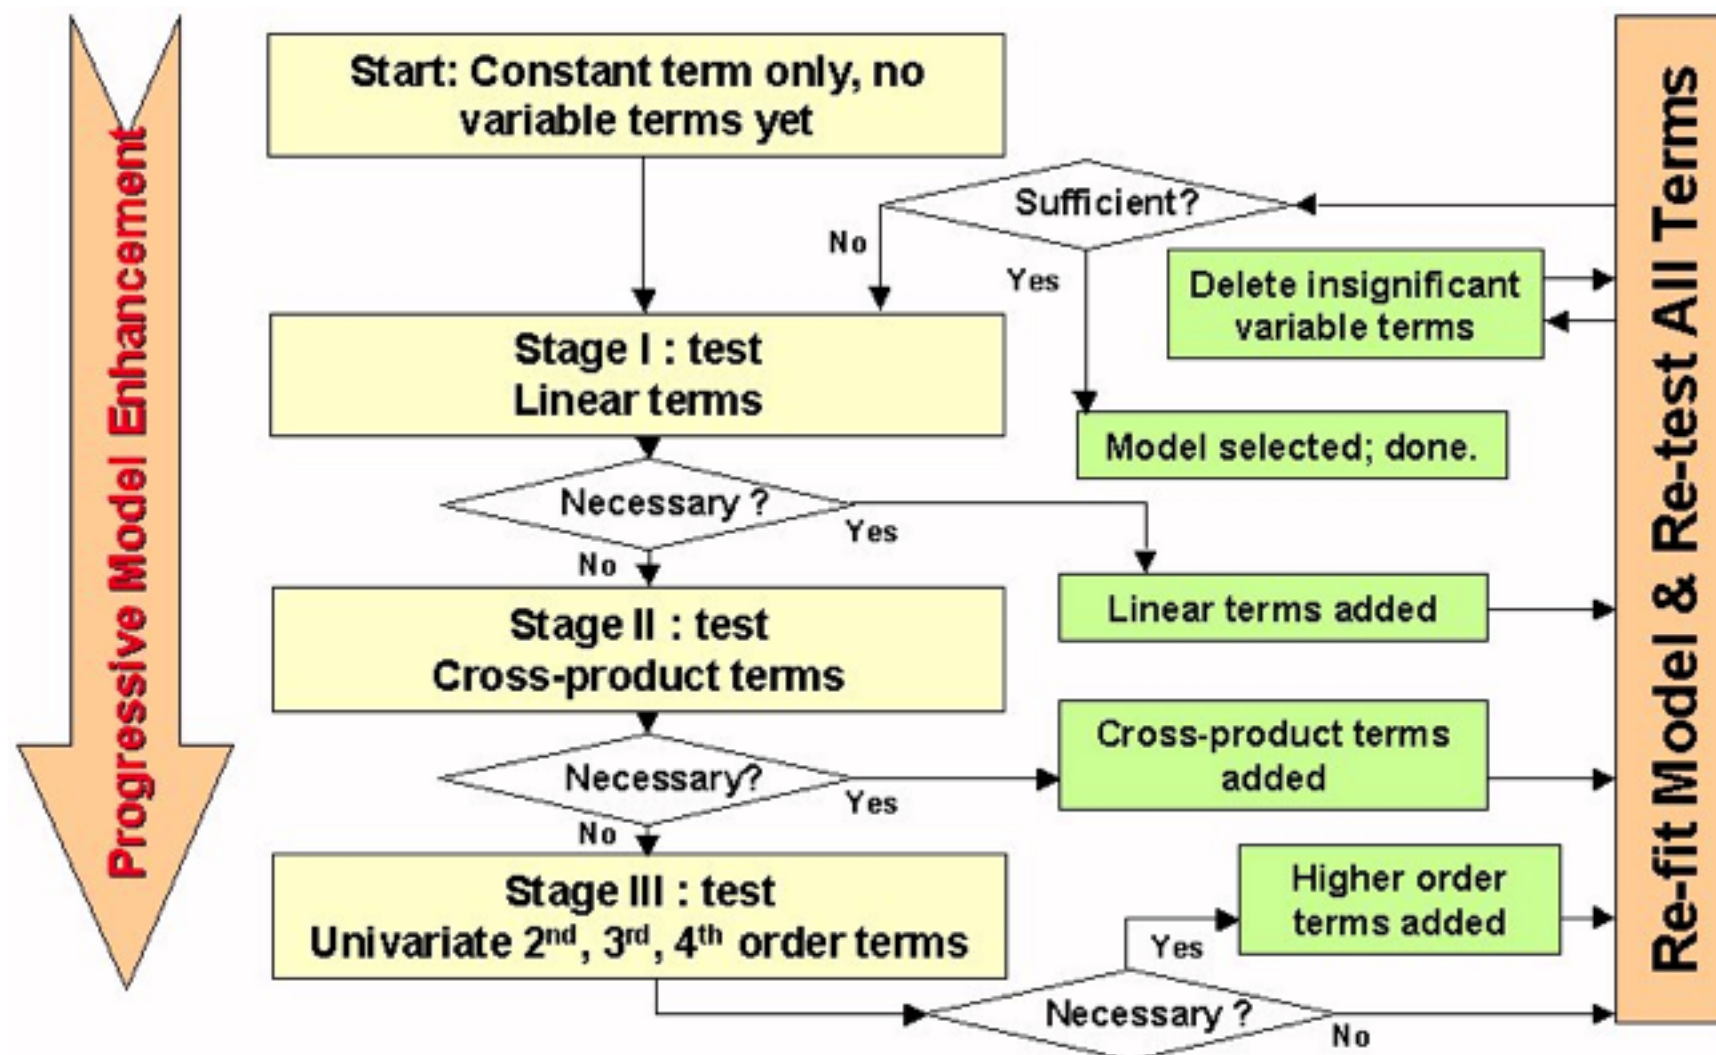 Progressive Model Enhancement
Start: Constant term only, no
variable terms yet
Sufficient?
No
Yes
Delete insignificant
variable terms
Stage I : test
Linear terms
Model selected; done.
Necessary ?
Yes
No
Linear terms added
Stage II : test
Cross-product terms
Cross-product terms
added
Necessary?
Yes
No
Stage III : test
Univariate 2nd, 3rd, 4th order terms
Higher order
terms added
Yes
Necessary ?
No
Re-fit Model & Re-test All Terms